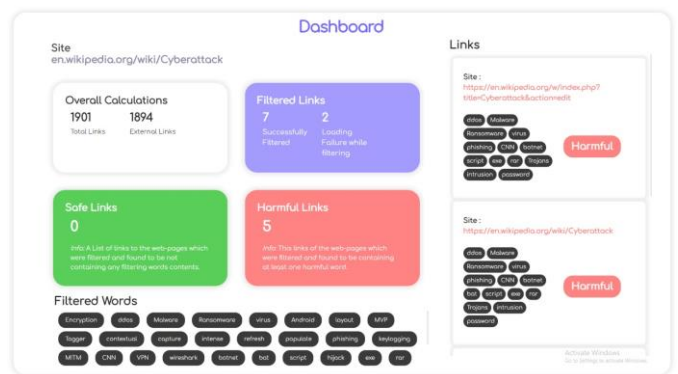 Dashboard
Site
en.wikipedia.org/wiki/Cyberattack
Overall Calculations
1901 1894
Total Links External Links
Filtered Links
7 2
Successfully Filtered Loading Failure while filtering
Safe Links
0
Info: A List of links to the web-pages which
were filtered and found to be not
containing any filtering words contents.
Harmful Links
5
Info: This links of the web-pages which
were filtered and found to be containing
at least one harmful word.
Filtered Words
Encryption ddos Malware Ransomware virus Android layout MVP
Tagger contextual capture intense refresh populate phishing keylogging
MITM CNN VPN wireshark botnet bot script hijack exe rar
Links
Site :
https://en.wikipedia.org/w/index.php?
title=Cyberattack&action=edit
ddos Malware
Ransomware virus
phishing CNN botnet
script exe rar Trojans
intrusion password
Harmful
Site :
https://en.wikipedia.org/wiki/Cyberattack
ddos Malware
Ransomware virus
phishing CNN botnet
bot script exe rar
Trojans intrusion
password
Harmful
Activate Windows
Go to Settings to activate Windows.